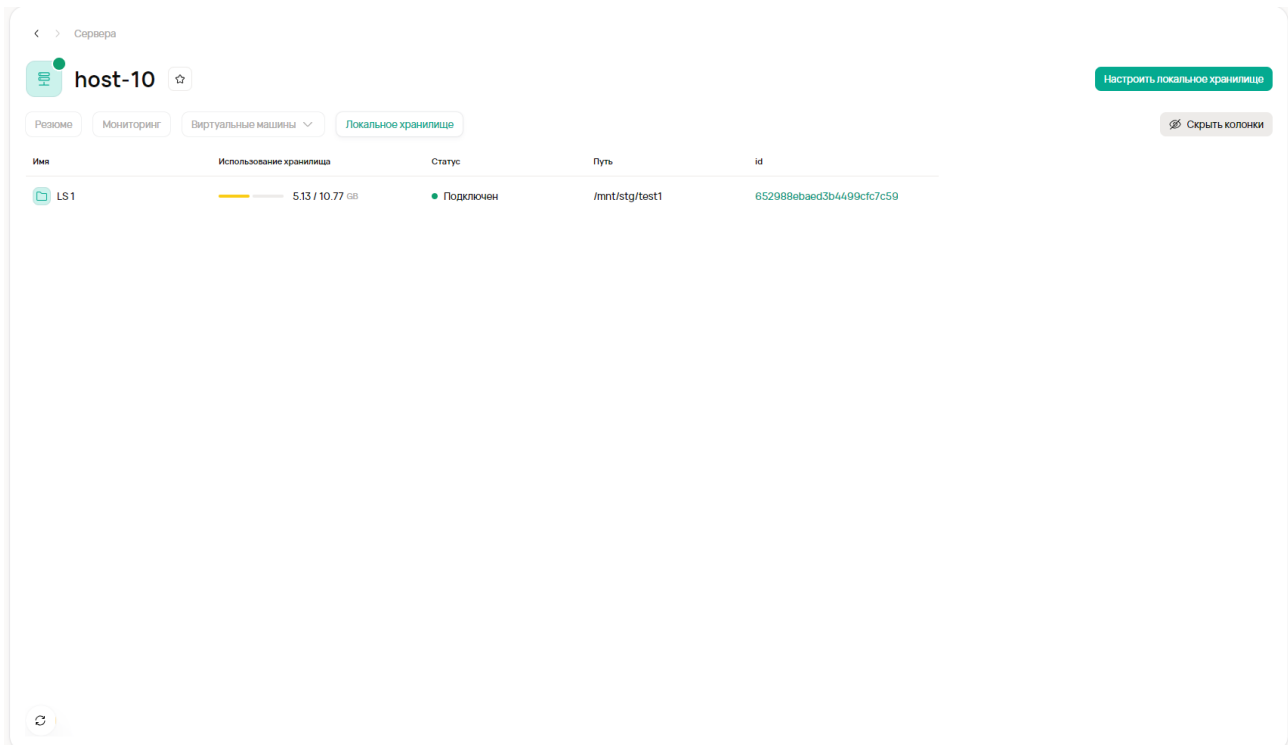 Сервера
host-10
Настроить локальное хранилище
Резюме Мониторинг Виртуальные машины Локальное хранилище Скрыть колонки
Имя Использование хранилища Статус Путь id
LS 1 5.13 / 10.77 GB Подключен /mnt/stg/test1 652988ebaed3b4499cfc7c59